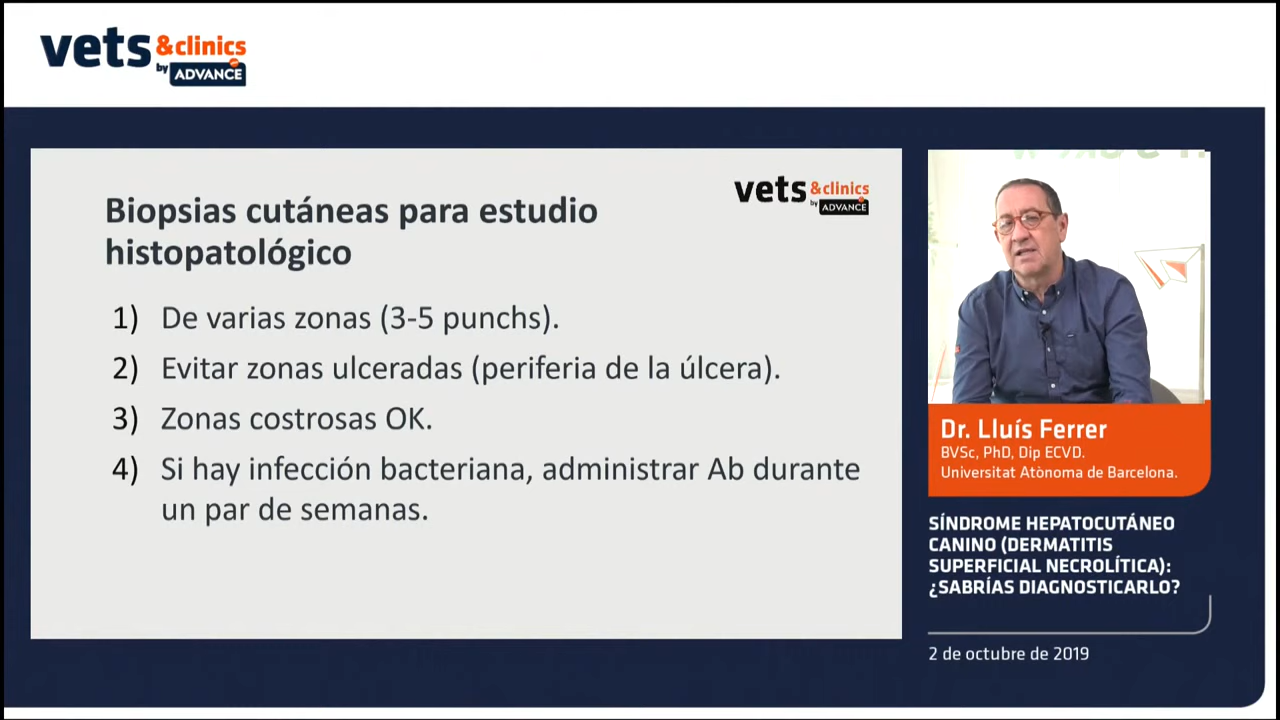 vets &clinics
by ADVANCE
vets &clinics
by ADVANCE
Biopsias cutáneas para estudio
histopatológico
1) De varias zonas (3-5 punchs).
2) Evitar zonas ulceradas (periferia de la úlcera).
3) Zonas costrosas OK.
4) Si hay infección bacteriana, administrar Ab durante
un par de semanas.
Dr. Lluís Ferrer
BVSc, PhD, Dip ECVD.
Universitat Atònoma de Barcelona.
SÍNDROME HEPATOCUTÁNEO
CANINO (DERMATITIS
SUPERFICIAL NECROLÍTICA):
¿SABRÍAS DIAGNOSTICARLO?
2 de octubre de 2019